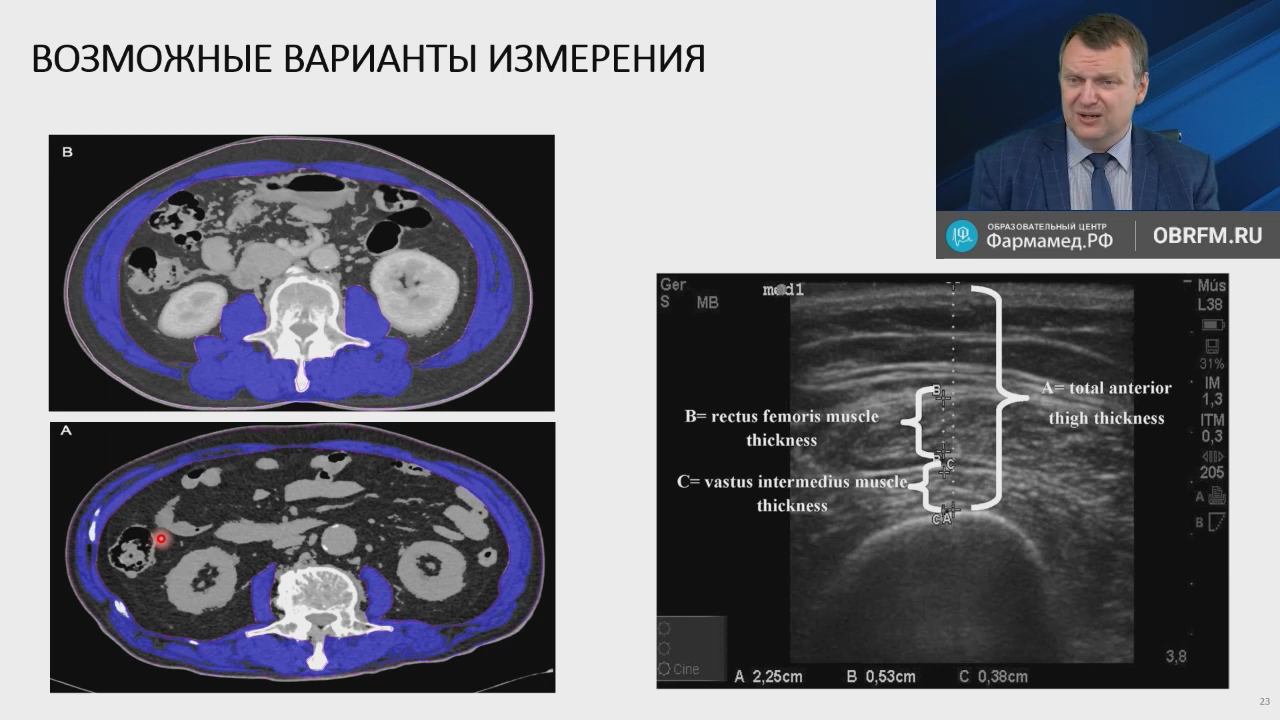 ВОЗМОЖНЫЕ ВАРИАНТЫ ИЗМЕРЕНИЯ
ОБРАЗОВАТЕЛЬНЫЙ ЦЕНТР
Фармамед.РФ
OBRFM.RU
B
A
Ger
S MB
med1
Mús
L38
31%
IM
1,3
ITM
0,3
205
A
B
A= total anterior
thigh thickness
B= rectus femoris muscle
thickness
C= vastus intermedius muscle
thickness
B
B C
C A
Cine
3,8
A 2,25cm B 0,53cm C 0,38cm
23